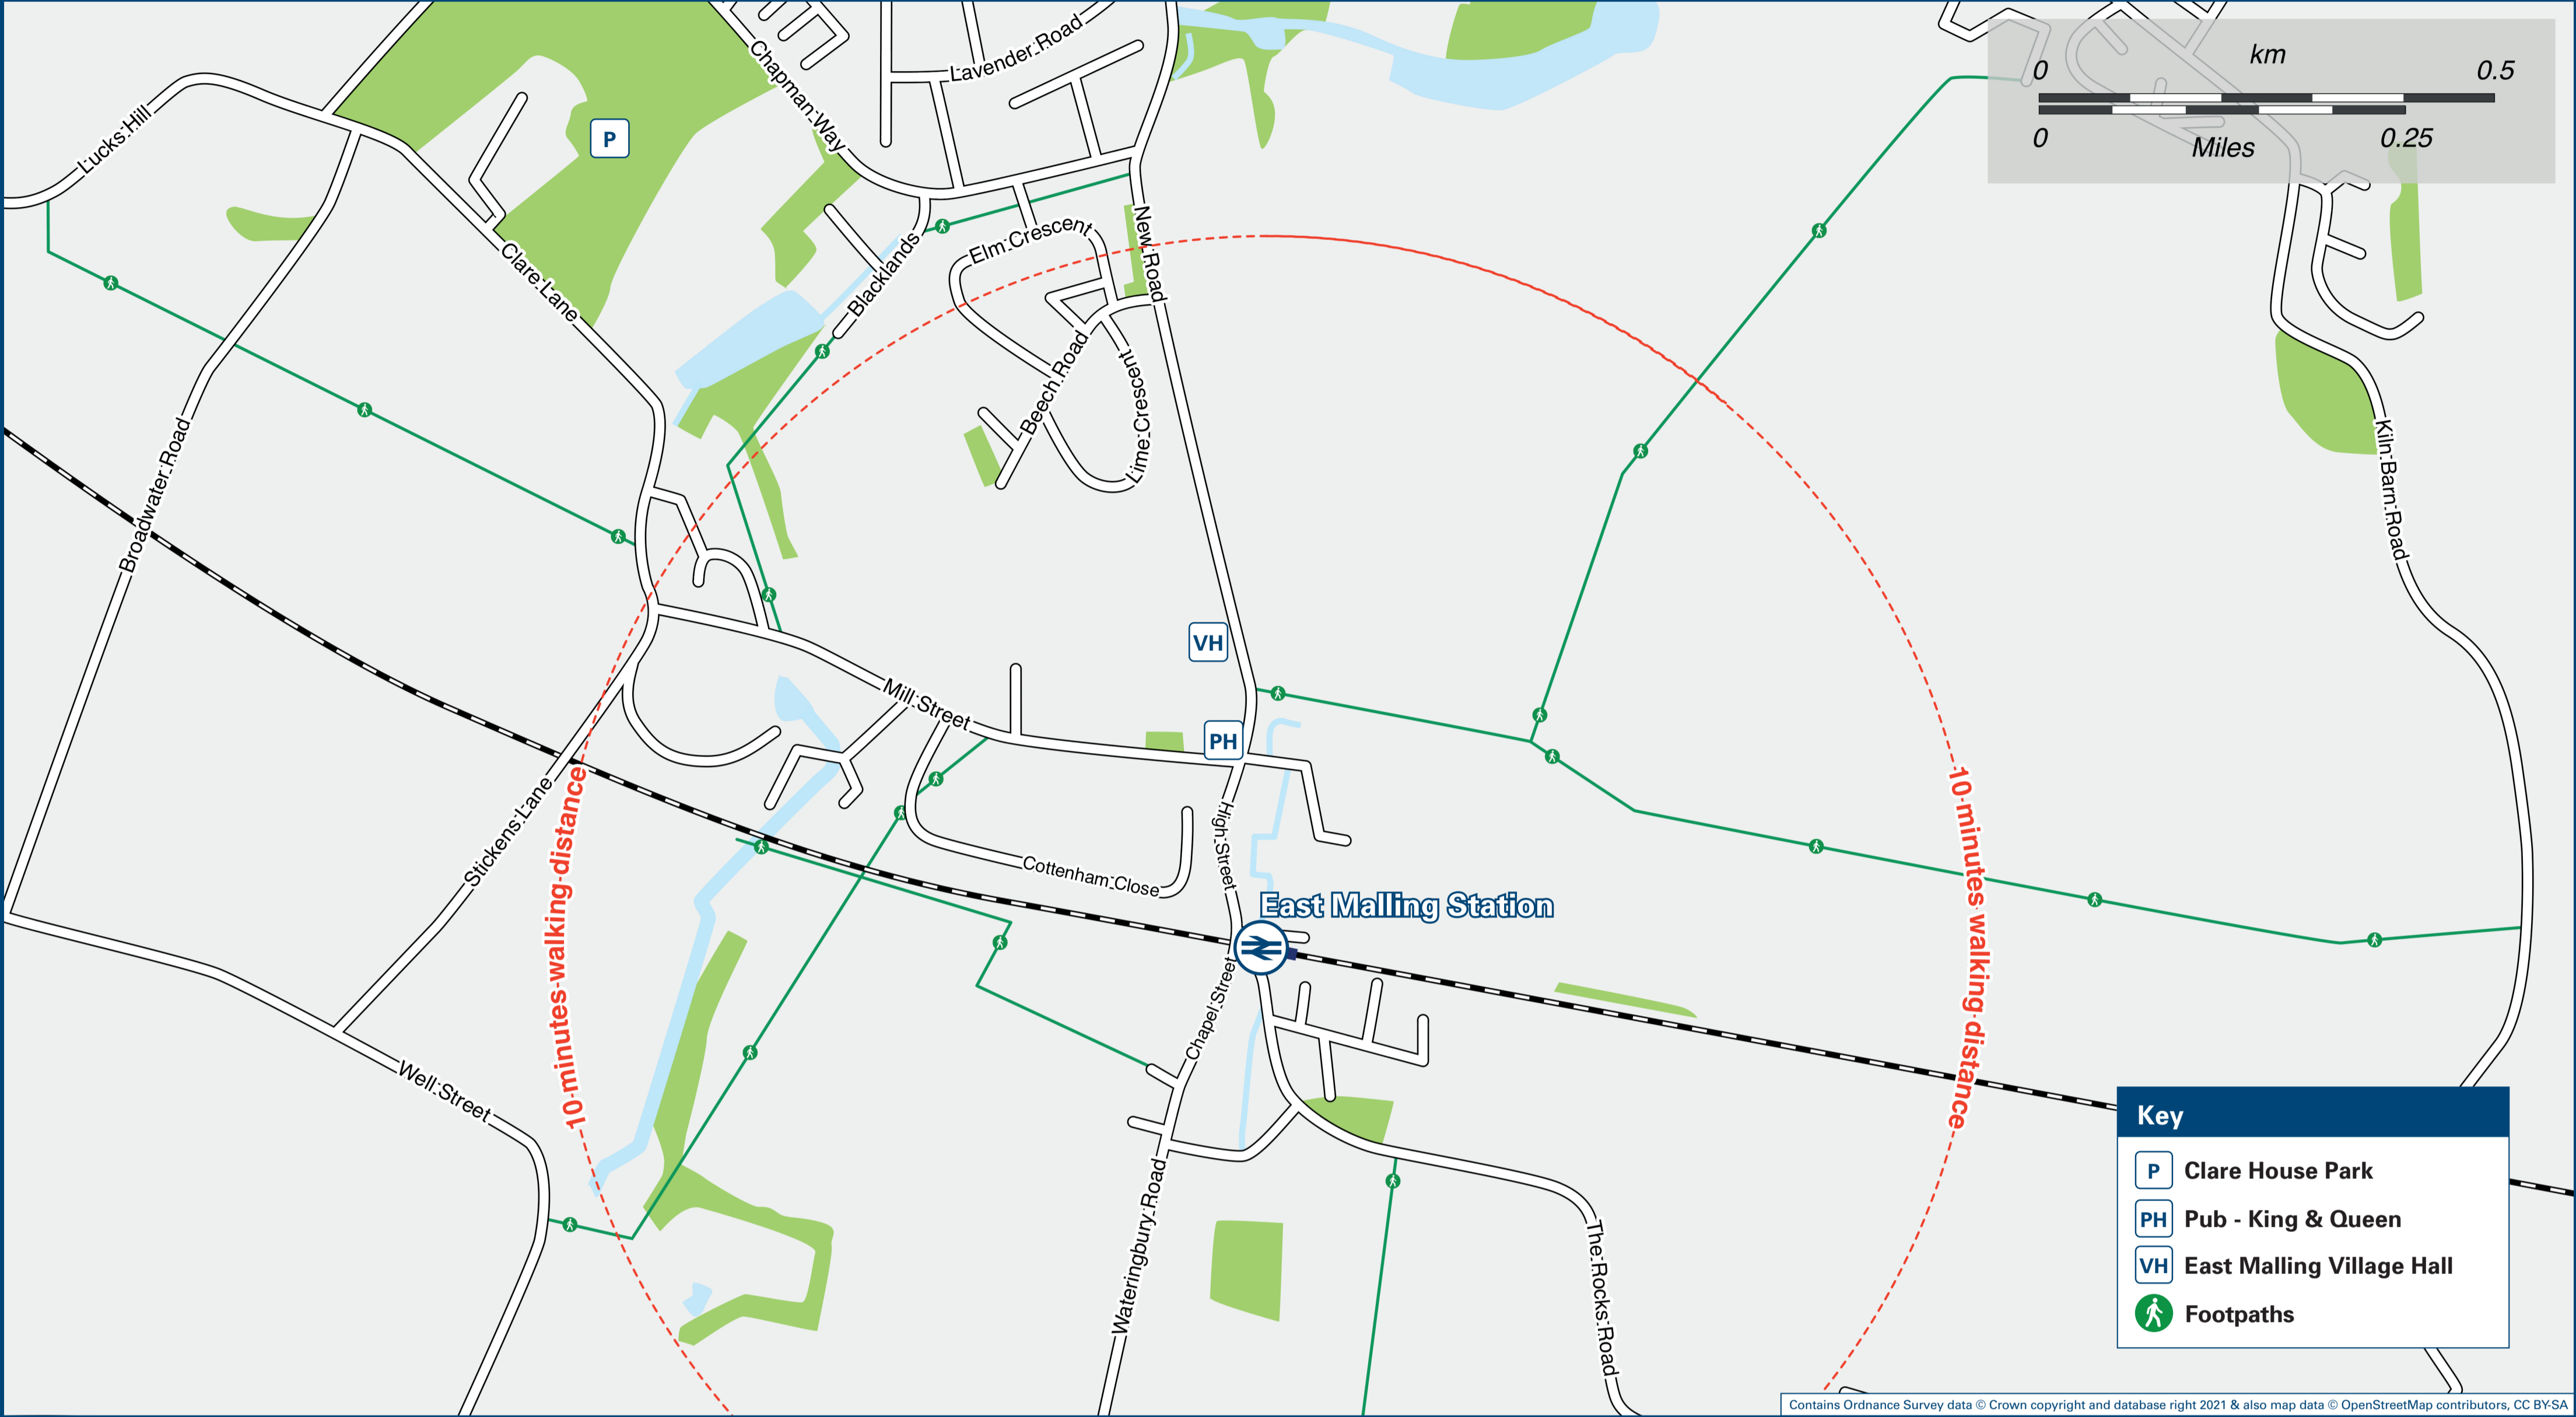 km
0
0.5
0
Miles
0.25
Lucks Hill
Chapman Way
Lavender Road
P
Clare Lane
Blacklands
Elm Crescent
New Road
Beech Road
Lime Crescent
Broadwater Road
Kiln Barn Road
VH
Mill Street
PH
High Street
Stickens Lane
10 minutes walking distance
10 minutes walking distance
Cottenham Close
East Malling Station
Chapel Street
Well Street
Wateringbury Road
The Rocks Road
Key
P Clare House Park
PH Pub - King & Queen
VH East Malling Village Hall
Footpaths
Contains Ordnance Survey data © Crown copyright and database right 2021 & also map data © OpenStreetMap contributors, CC BY-SA